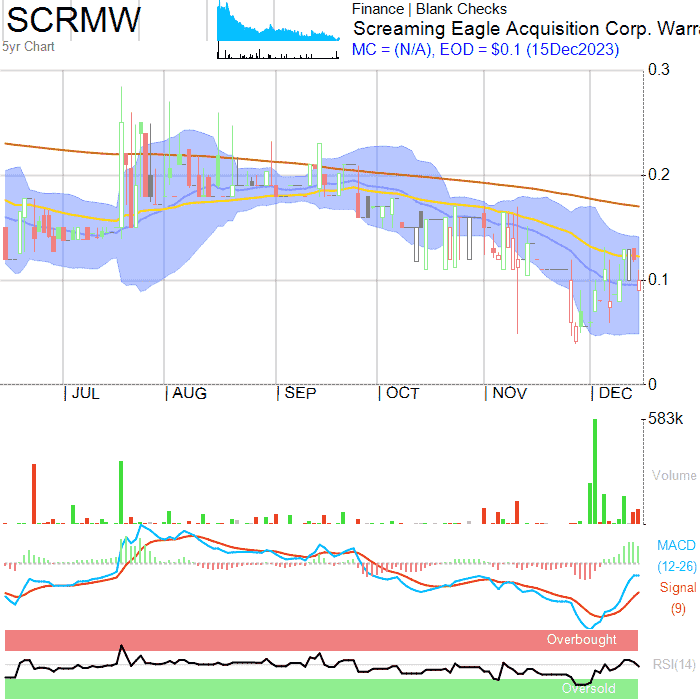 SCRMW
5yr Chart
Finance | Blank Checks
Screaming Eagle Acquisition Corp. Warra
MC = (N/A), EOD = $0.1 (15Dec2023)
0.3
0.2
0.1
0
JUL AUG SEP OCT NOV DEC
583k
Volume
MACD
(12-26)
Signal
(9)
Overbought
RSI(14)
Oversold